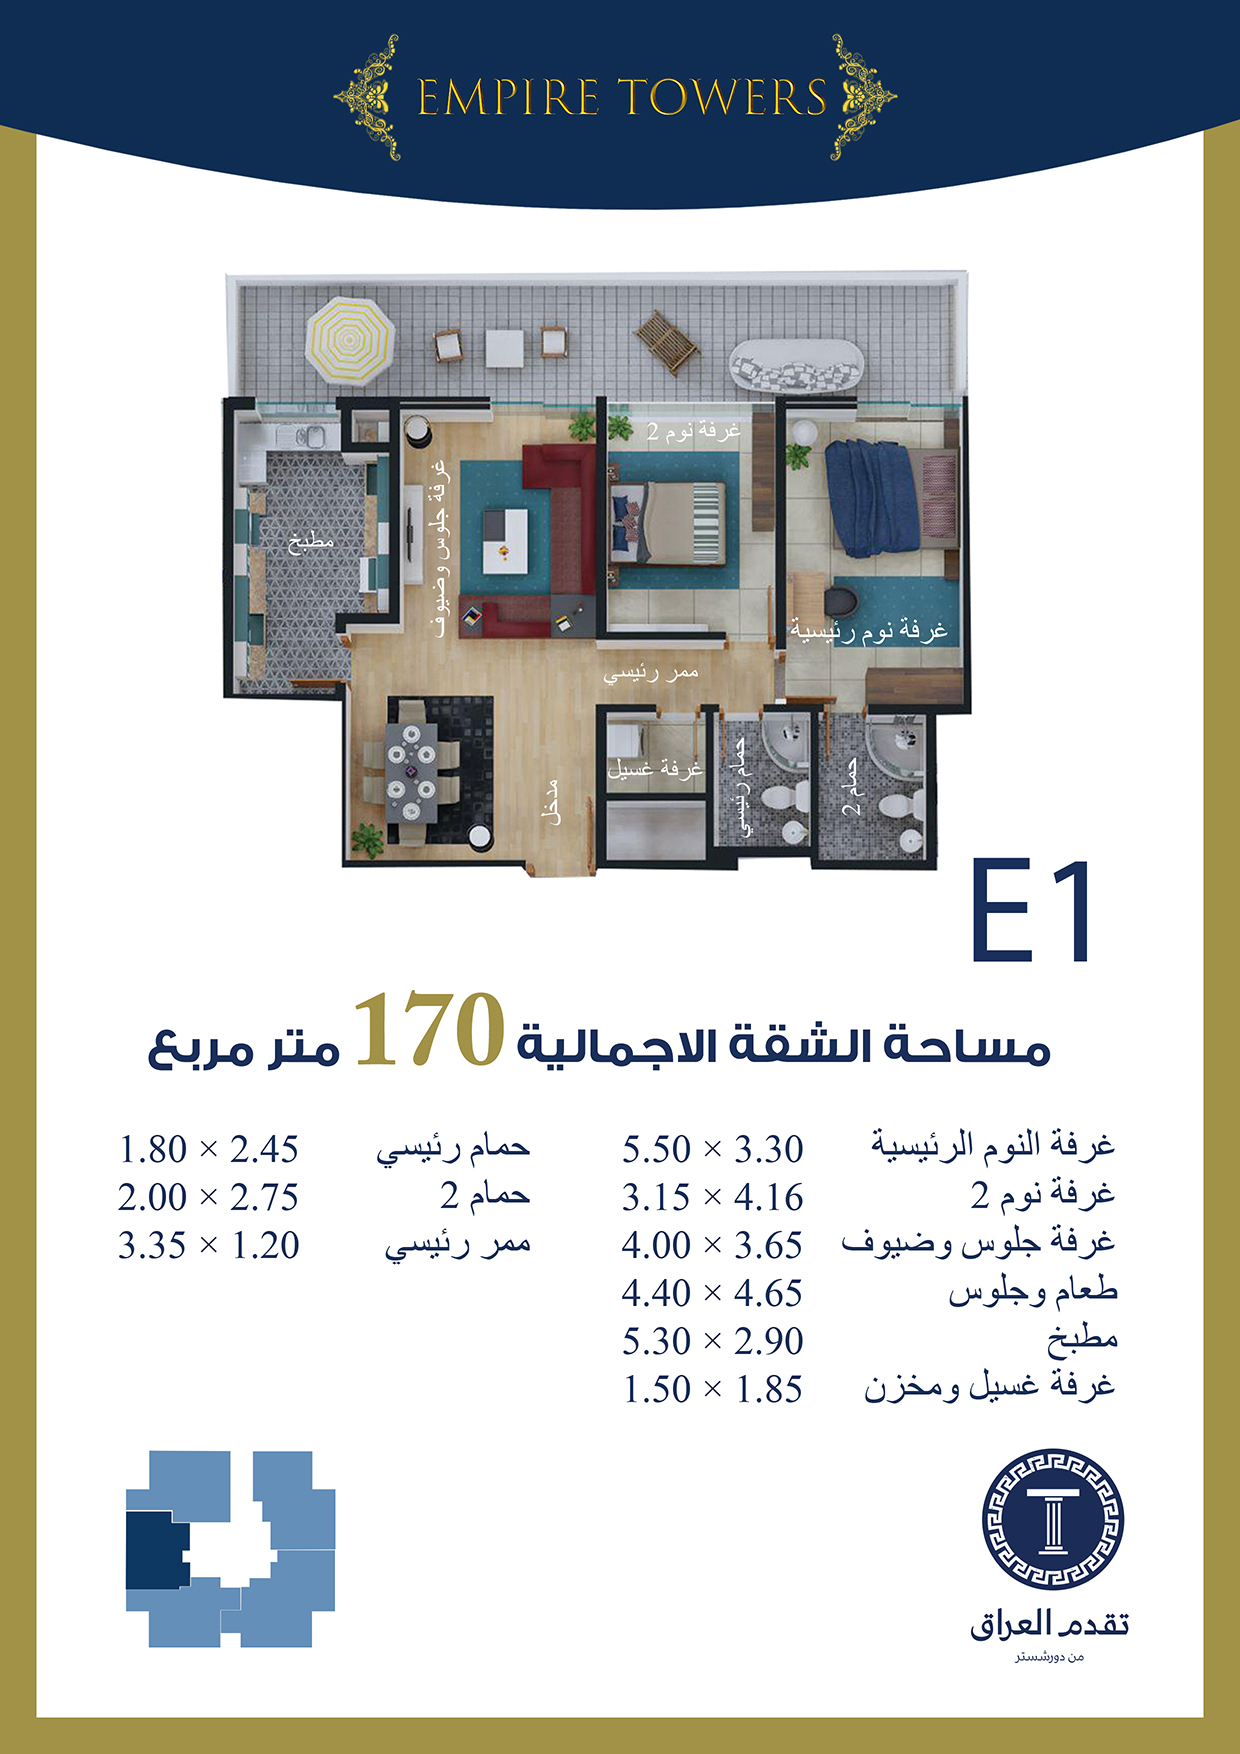 EMPIRE TOWERS
غرفة نوم 2
غرفة جلوس وضيوف
مطبخ
غرفة نوم رئيسية
ممر رئيسي
غرفة غسيل
حمام رئيسي
حمام 2
مدخل
E1
مساحة الشقة الاجمالية 170 متر مربع
غرفة النوم الرئيسية 5.50 × 3.30
غرفة نوم 2 3.15 × 4.16
غرفة جلوس وضيوف 4.00 × 3.65
طعام وجلوس 4.40 × 4.65
مطبخ 5.30 × 2.90
غرفة غسيل ومخزن 1.50 × 1.85
حمام رئيسي 1.80 × 2.45
حمام 2 2.00 × 2.75
ممر رئيسي 3.35 × 1.20
تقدم العراق
من دورشستر